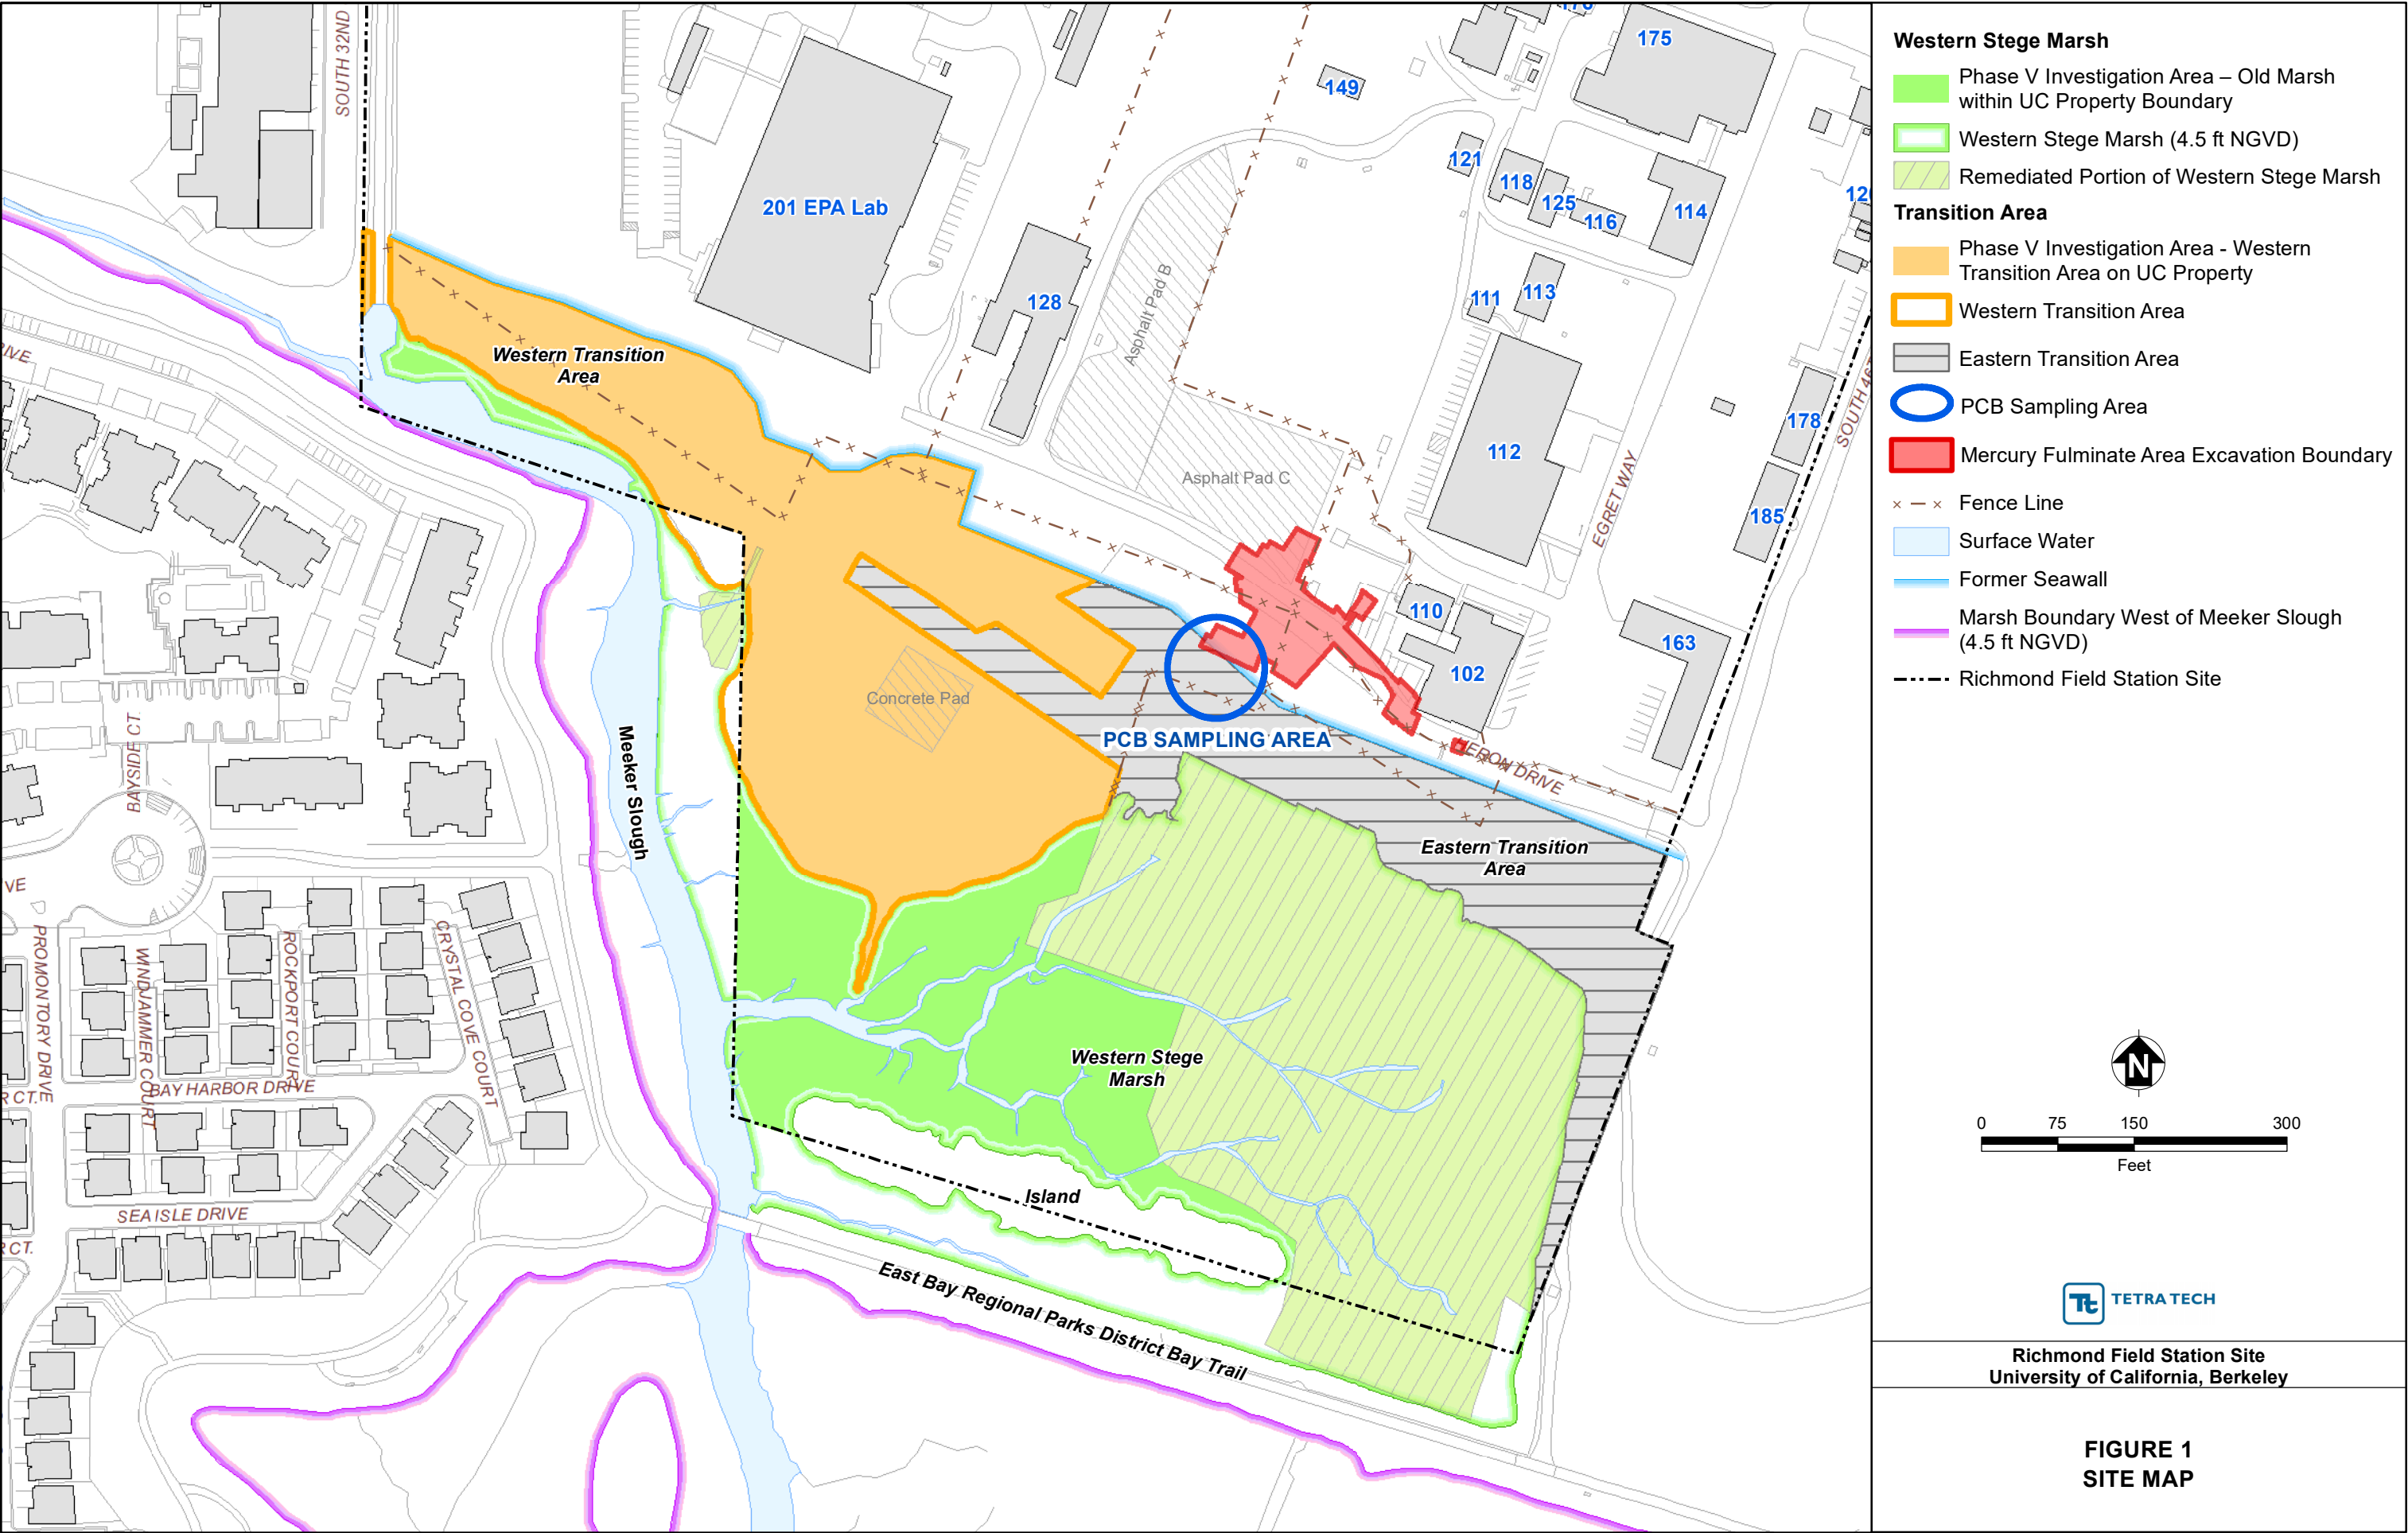 SOUTH 32ND
175
149
121
118
125
116
114
201 EPA Lab
128
Asphalt Pad B
111
113
Western Transition
Area
178
112
Asphalt Pad C
EGRET WAY
185
110
102
163
Concrete Pad
PCB SAMPLING AREA
Meeker Slough
BAYSIDE CT.
Eastern Transition
Area
PROMONTORY DRIVE
WINDJAMMER COURT
ROCKPORT COURT
CRYSTAL COVE COURT
BAY HARBOR DRIVE
Western Stege
Marsh
Island
SEA ISLE DRIVE
East Bay Regional Parks District Bay Trail
Western Stege Marsh
Phase V Investigation Area – Old Marsh
within UC Property Boundary
Western Stege Marsh (4.5 ft NGVD)
Remediated Portion of Western Stege Marsh
Transition Area
Phase V Investigation Area - Western
Transition Area on UC Property
Western Transition Area
Eastern Transition Area
PCB Sampling Area
Mercury Fulminate Area Excavation Boundary
Fence Line
Surface Water
Former Seawall
Marsh Boundary West of Meeker Slough
(4.5 ft NGVD)
Richmond Field Station Site
N
0 75 150 300
Feet
Tt TETRA TECH
Richmond Field Station Site
University of California, Berkeley
FIGURE 1
SITE MAP